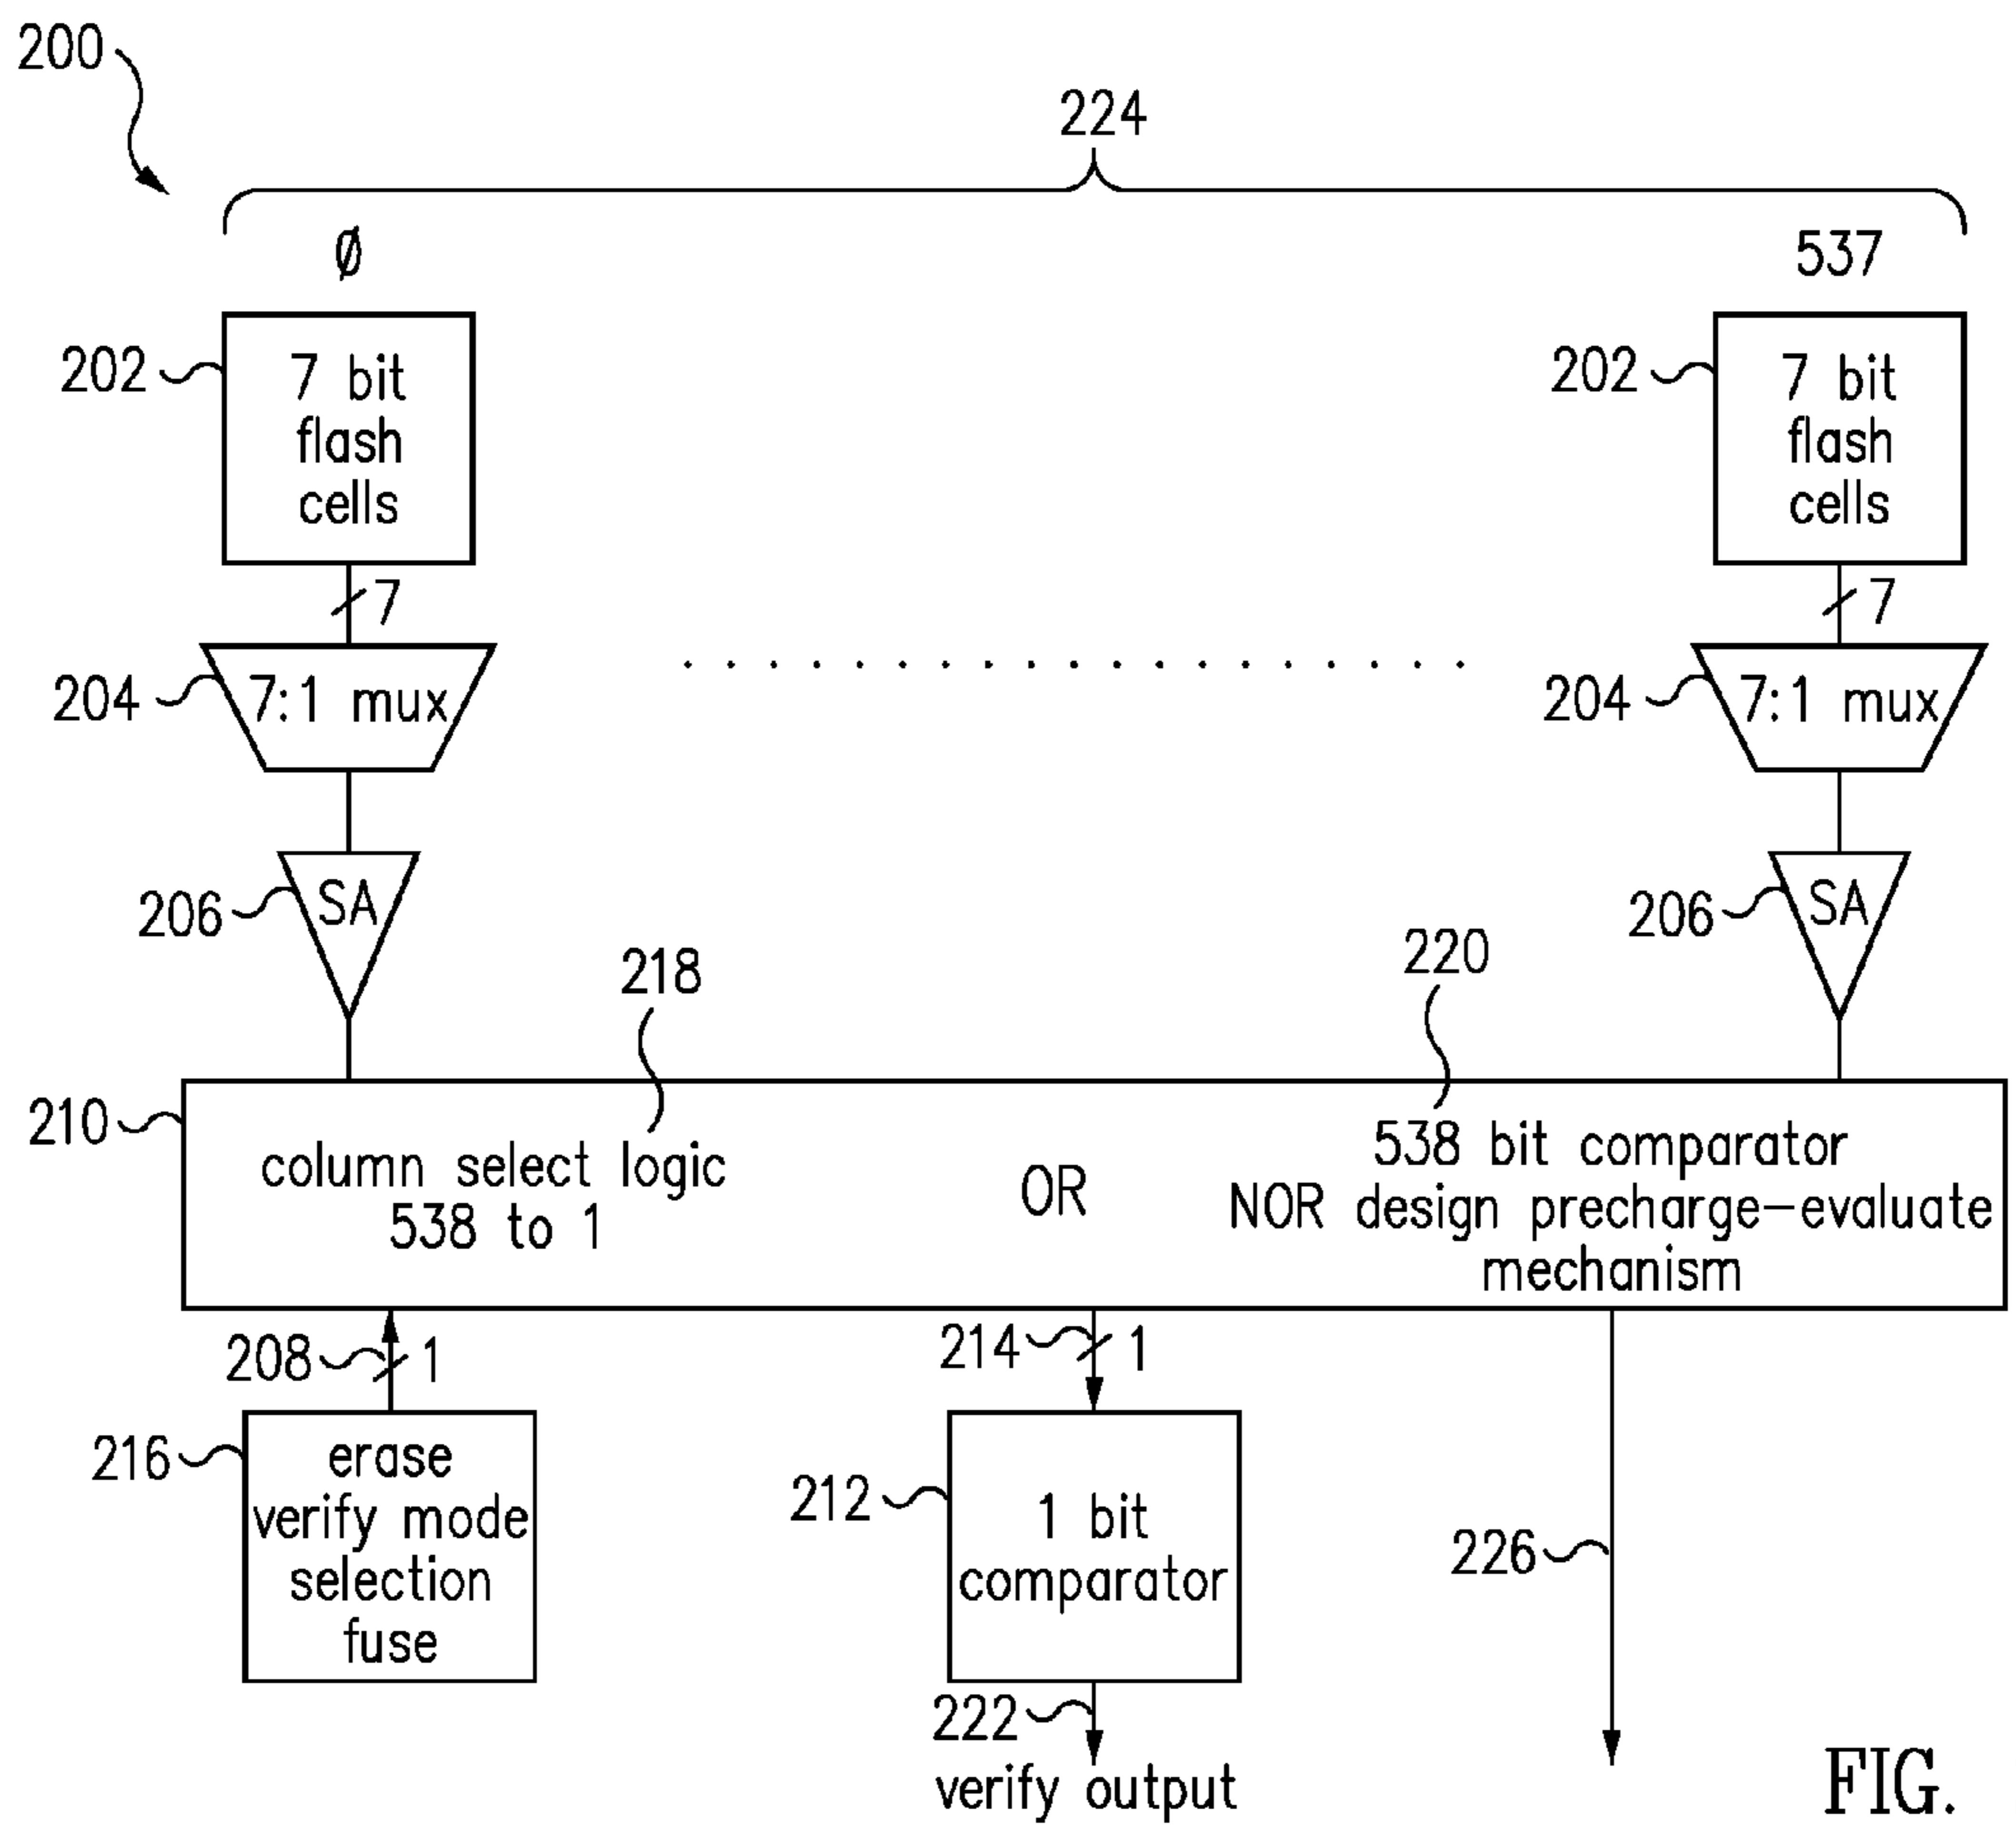 200
224
Ø
537
202
7 bit
flash
cells
202
7 bit
flash
cells
7
7
204
7:1 mux
204
7:1 mux
206
SA
206
SA
218
220
210
column select logic
538 to 1
OR
538 bit comparator
NOR design precharge-evaluate
mechanism
208
1
214
1
216
erase
verify mode
selection
fuse
212
1 bit
comparator
226
222
verify output
FIG.